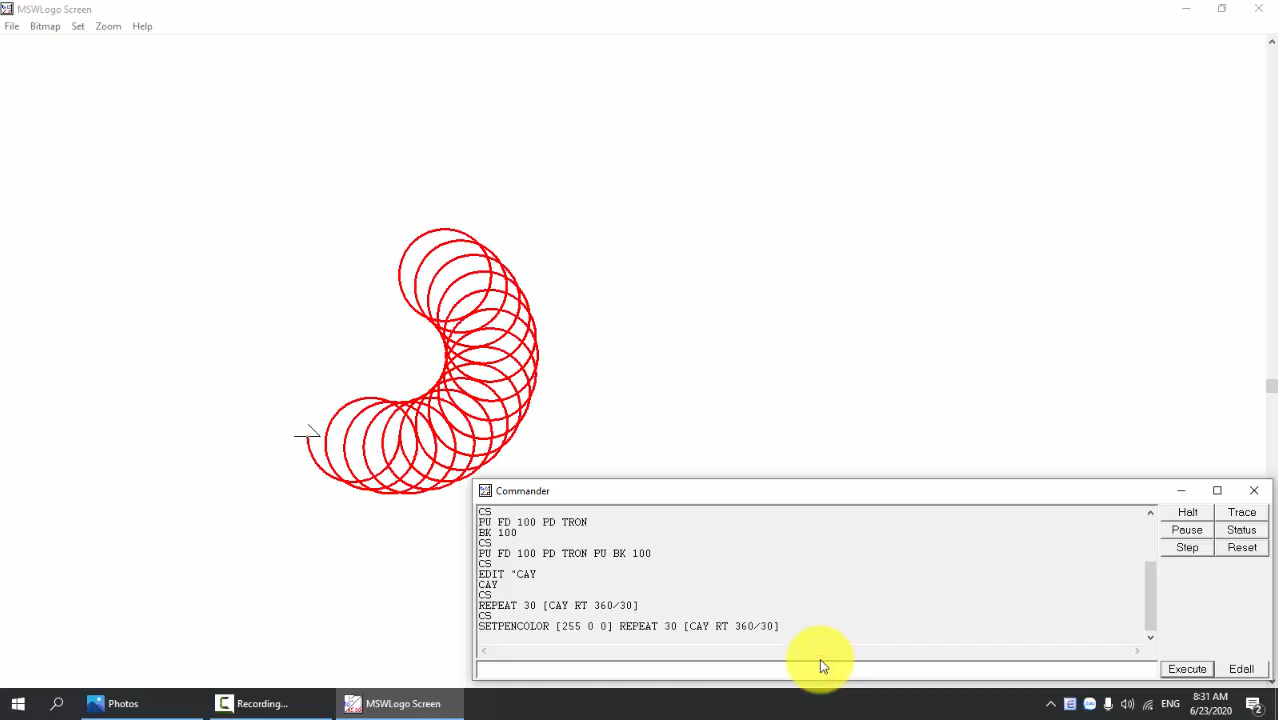 MSWLogo Screen
File Bitmap Set Zoom Help
Commander
CS
PU FD 100 PD TRON
BK 100
CS
PU FD 100 PD TRON PU BK 100
CS
EDIT "CAY
CAY
CS
REPEAT 30 [CAY RT 360/30]
CS
SETPENCOLOR [255 0 0] REPEAT 30 [CAY RT 360/30]
Halt Trace
Pause Status
Step Reset
Execute Edall
Photos Recording... MSWLogo Screen
ENG 8:31 AM
6/23/2020
2